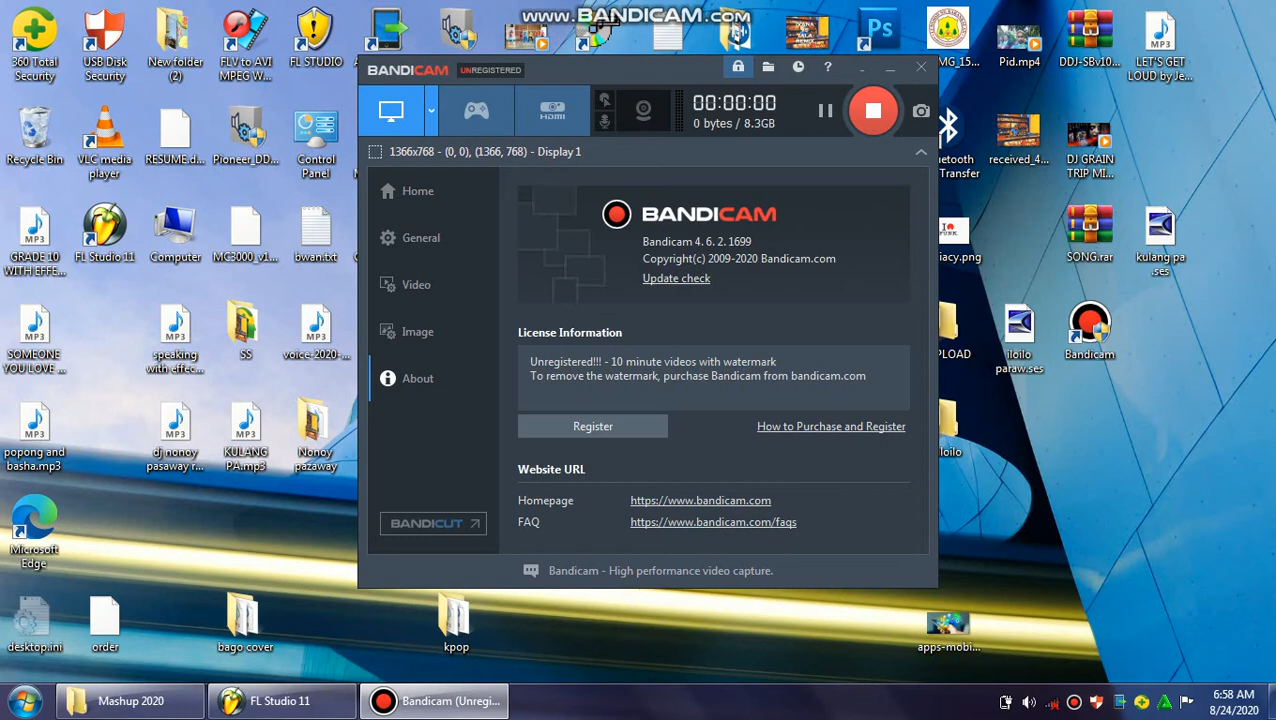 www.BANDICAM.com
360 Total
Security
USB Disk
Security
New folder
(2)
FLV to AVI
MPEG W...
FL STUDIO
Pid.mp4
DDJ-SBv10...
LET'S GET
LOUD by Je...
Recycle Bin
VLC media
player
RESUME.d...
Pioneer_DD...
Control
Panel
Transfer
received_4...
DJ GRAIN
TRIP MI...
GRADE 10
WITH EFFE...
FL Studio 11
Computer
MC3000_v1...
bwan.txt
SONG.rar
kulang pa
.ses
SOMEONE
YOU LOVE ...
speaking
with effec...
SS
voice-2020-...
iloilo
paraw.ses
Bandicam
popong and
basha.mp3
dj nonoy
pasaway r...
KULANG
PA.mp3
Nonoy
pazaway
Microsoft
Edge
desktop.ini
order
bago cover
kpop
apps-mobi...
BANDICAM UNREGISTERED
HDMI
00:00:00
0 bytes / 8.3GB
1366x768 - (0, 0), (1366, 768) - Display 1
Home
General
Video
Image
About
BANDICUT
BANDICAM
Bandicam 4. 6. 2. 1699
Copyright(c) 2009-2020 Bandicam.com
Update check
License Information
Unregistered!!! - 10 minute videos with watermark
To remove the watermark, purchase Bandicam from bandicam.com
Register
How to Purchase and Register
Website URL
Homepage https://www.bandicam.com
FAQ https://www.bandicam.com/faqs
Bandicam - High performance video capture.
Mashup 2020
FL Studio 11
Bandicam (Unregi...
6:58 AM
8/24/2020